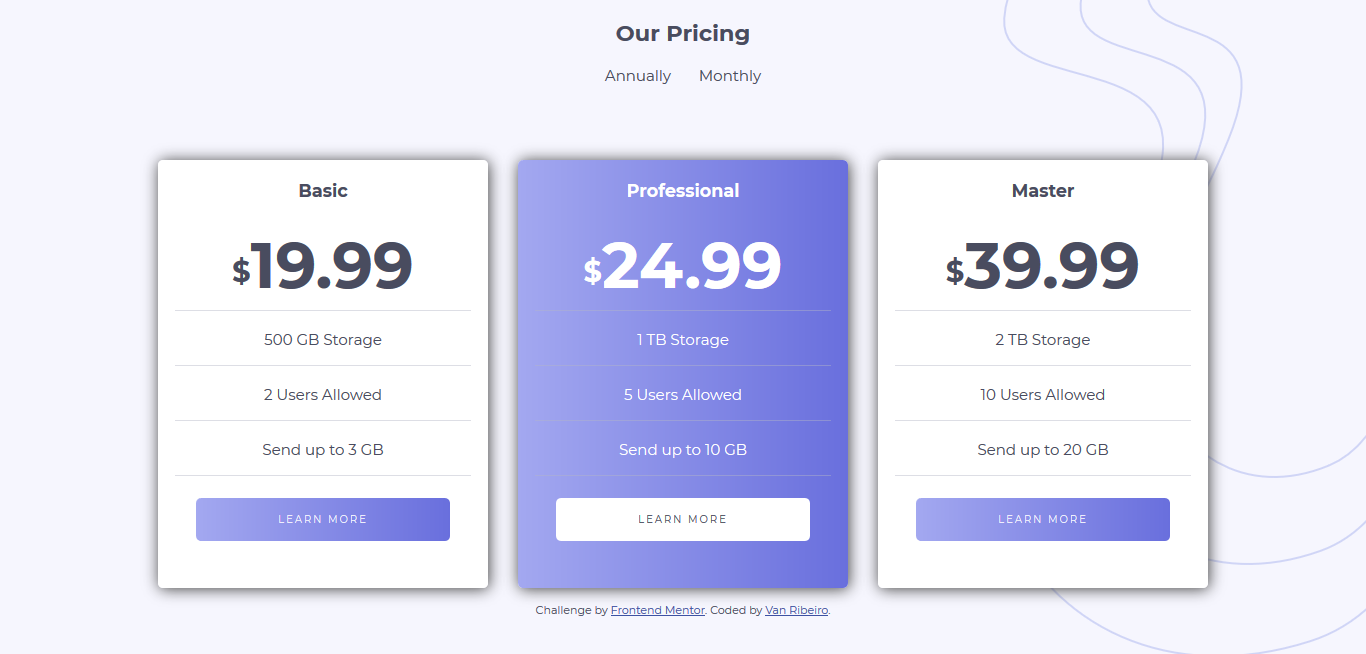 Our Pricing
Annually Monthly
Basic
$19.99
500 GB Storage
2 Users Allowed
Send up to 3 GB
LEARN MORE
Professional
$24.99
1 TB Storage
5 Users Allowed
Send up to 10 GB
LEARN MORE
Master
$39.99
2 TB Storage
10 Users Allowed
Send up to 20 GB
LEARN MORE
Challenge by Frontend Mentor. Coded by Van Ribeiro.